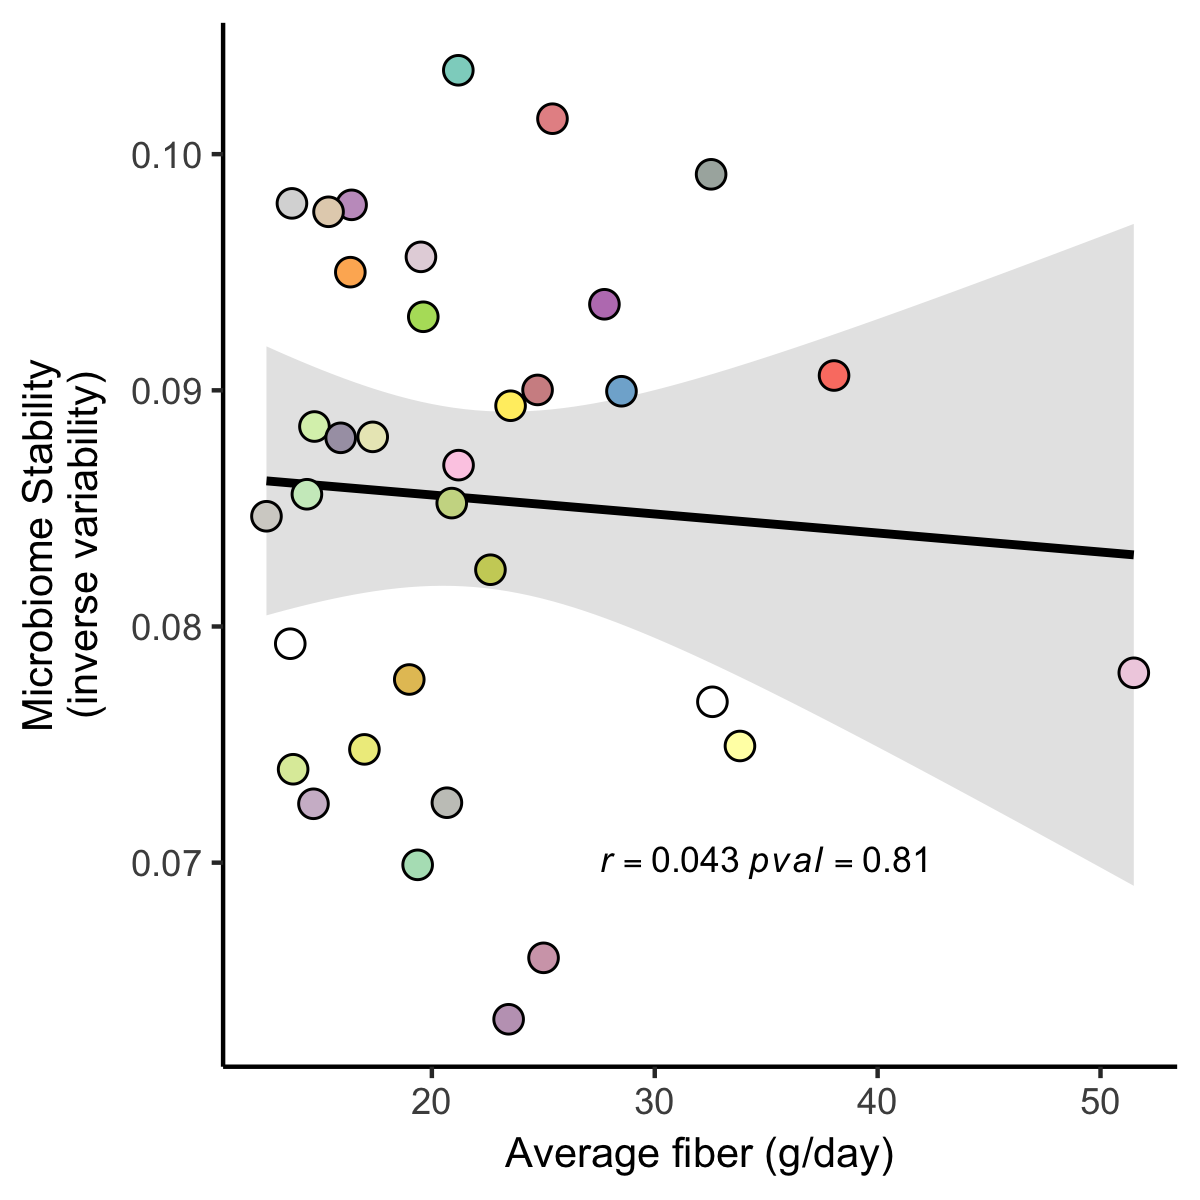 0.10
0.09
0.08
0.07
Microbiome Stability
(inverse variability)
r = 0.043 pval = 0.81
20 30 40 50
Average fiber (g/day)